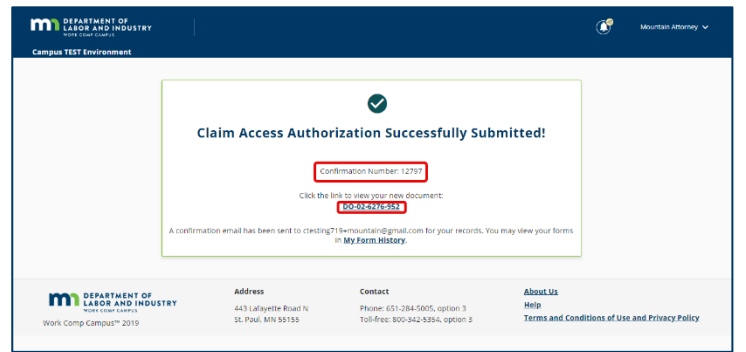 DEPARTMENT OF
LABOR AND INDUSTRY
WORK COMP CAMPUS
Mountain Attorney
Campus TEST Environment
Claim Access Authorization Successfully Submitted!
Confirmation Number: 12797
Click the link to view your new document:
DO-02-6276-952
A confirmation email has been sent to ctesting719+mountain@gmail.com for your records. You may view your forms
in My Form History.
DEPARTMENT OF
LABOR AND INDUSTRY
WORK COMP CAMPUS
Work Comp Campus™ 2019
Address
443 Lafayette Road N
St. Paul, MN 55155
Contact
Phone: 651-284-5005, option 3
Toll-free: 800-342-5354, option 3
About Us
Help
Terms and Conditions of Use and Privacy Policy